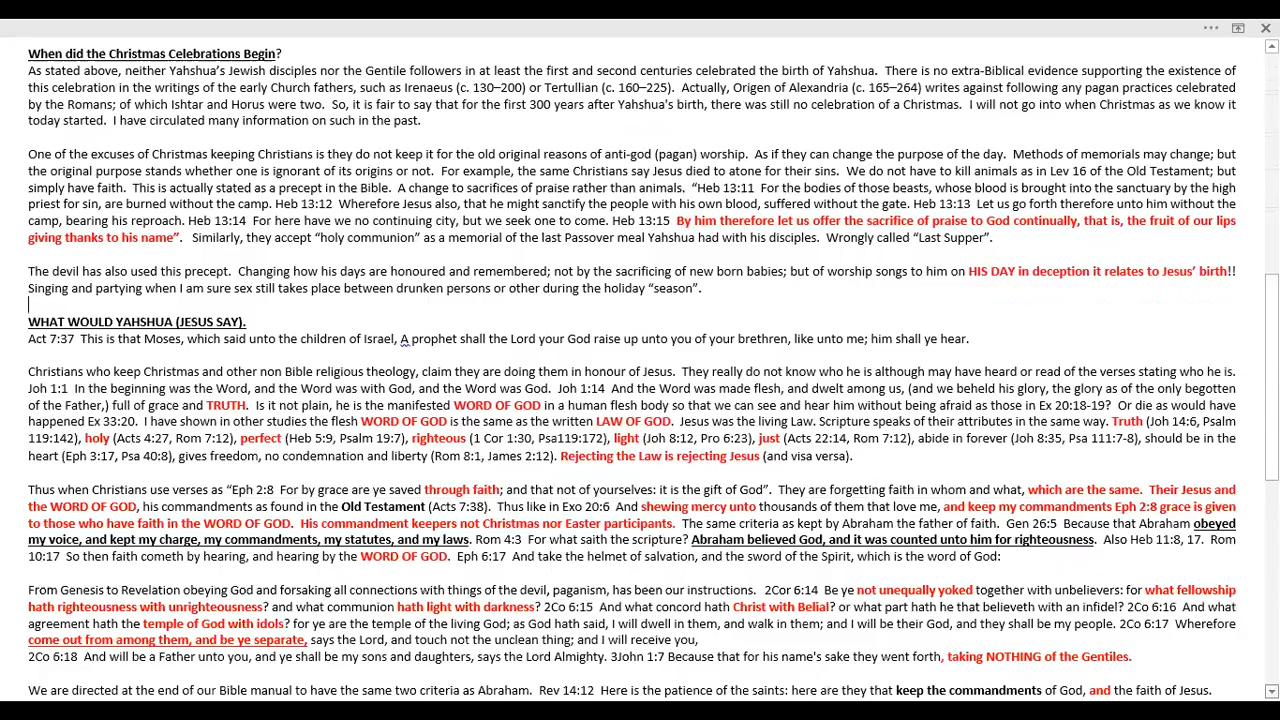 When did the Christmas Celebrations Begin?
As stated above, neither Yahshua's Jewish disciples nor the Gentile followers in at least the first and second centuries celebrated the birth of Yahshua.  There is no extra-Biblical evidence supporting the existence of
this celebration in the writings of the early Church fathers, such as Irenaeus (c. 130–200) or Tertullian (c. 160–225).  Actually, Origen of Alexandria (c. 165–264) writes against following any pagan practices celebrated
by the Romans; of which Ishtar and Horus were two.  So, it is fair to say that for the first 300 years after Yahshua's birth, there was still no celebration of a Christmas.  I will not go into when Christmas as we know it
today started.  I have circulated many information on such in the past.
One of the excuses of Christmas keeping Christians is they do not keep it for the old original reasons of anti-god (pagan) worship.  As if they can change the purpose of the day.  Methods of memorials may change; but
the original purpose stands whether one is ignorant of its origins or not.  For example, the same Christians say Jesus died to atone for their sins.  We do not have to kill animals as in Lev 16 of the Old Testament; but
simply have faith.  This is actually stated as a precept in the Bible.  A change to sacrifices of praise rather than animals.  "Heb 13:11  For the bodies of those beasts, whose blood is brought into the sanctuary by the high
priest for sin, are burned without the camp. Heb 13:12  Wherefore Jesus also, that he might sanctify the people with his own blood, suffered without the gate. Heb 13:13  Let us go forth therefore unto him without the
camp, bearing his reproach. Heb 13:14  For here have we no continuing city, but we seek one to come. Heb 13:15  By him therefore let us offer the sacrifice of praise to God continually, that is, the fruit of our lips
giving thanks to his name".  Similarly, they accept "holy communion" as a memorial of the last Passover meal Yahshua had with his disciples.  Wrongly called "Last Supper".
The devil has also used this precept.  Changing how his days are honoured and remembered; not by the sacrificing of new born babies; but of worship songs to him on HIS DAY in deception it relates to Jesus' birth!!
Singing and partying when I am sure sex still takes place between drunken persons or other during the holiday "season".
WHAT WOULD YAHSHUA (JESUS SAY).
Act 7:37  This is that Moses, which said unto the children of Israel, A prophet shall the Lord your God raise up unto you of your brethren, like unto me; him shall ye hear.
Christians who keep Christmas and other non Bible religious theology, claim they are doing them in honour of Jesus.  They really do not know who he is although may have heard or read of the verses stating who he is.
Joh 1:1  In the beginning was the Word, and the Word was with God, and the Word was God.  Joh 1:14  And the Word was made flesh, and dwelt among us, (and we beheld his glory, the glory as of the only begotten
of the Father,) full of grace and TRUTH.  Is it not plain, he is the manifested WORD OF GOD in a human flesh body so that we can see and hear him without being afraid as those in Ex 20:18-19?  Or die as would have
happened Ex 33:20.  I have shown in other studies the flesh WORD OF GOD is the same as the written LAW OF GOD.  Jesus was the living Law.  Scripture speaks of their attributes in the same way. Truth (Joh 14:6, Psalm
119:142), holy (Acts 4:27, Rom 7:12), perfect (Heb 5:9, Psalm 19:7), righteous (1 Cor 1:30, Psa119:172), light (Joh 8:12, Pro 6:23), just (Acts 22:14, Rom 7:12), abide in forever (Joh 8:35, Psa 111:7-8), should be in the
heart (Eph 3:17, Psa 40:8), gives freedom, no condemnation and liberty (Rom 8:1, James 2:12). Rejecting the Law is rejecting Jesus (and visa versa).
Thus when Christians use verses as "Eph 2:8  For by grace are ye saved through faith; and that not of yourselves: it is the gift of God".  They are forgetting faith in whom and what, which are the same.  Their Jesus and
the WORD OF GOD, his commandments as found in the Old Testament (Acts 7:38).  Thus like in Exo 20:6  And shewing mercy unto thousands of them that love me, and keep my commandments Eph 2:8 grace is given
to those who have faith in the WORD OF GOD.  His commandment keepers not Christmas nor Easter participants.  The same criteria as kept by Abraham the father of faith.  Gen 26:5  Because that Abraham obeyed
my voice, and kept my charge, my commandments, my statutes, and my laws. Rom 4:3  For what saith the scripture? Abraham believed God, and it was counted unto him for righteousness.  Also Heb 11:8, 17.  Rom
10:17  So then faith cometh by hearing, and hearing by the WORD OF GOD.  Eph 6:17  And take the helmet of salvation, and the sword of the Spirit, which is the word of God:
From Genesis to Revelation obeying God and forsaking all connections with things of the devil, paganism, has been our instructions.  2Cor 6:14  Be ye not unequally yoked together with unbelievers: for what fellowship
hath righteousness with unrighteousness? and what communion hath light with darkness? 2Co 6:15  And what concord hath Christ with Belial? or what part hath he that believeth with an infidel? 2Co 6:16  And what
agreement hath the temple of God with idols? for ye are the temple of the living God; as God hath said, I will dwell in them, and walk in them; and I will be their God, and they shall be my people. 2Co 6:17  Wherefore
come out from among them, and be ye separate, says the Lord, and touch not the unclean thing; and I will receive you,
2Co 6:18  And will be a Father unto you, and ye shall be my sons and daughters, says the Lord Almighty. 3John 1:7 Because that for his name's sake they went forth, taking NOTHING of the Gentiles.
We are directed at the end of our Bible manual to have the same two criteria as Abraham.  Rev 14:12  Here is the patience of the saints: here are they that keep the commandments of God, and the faith of Jesus.